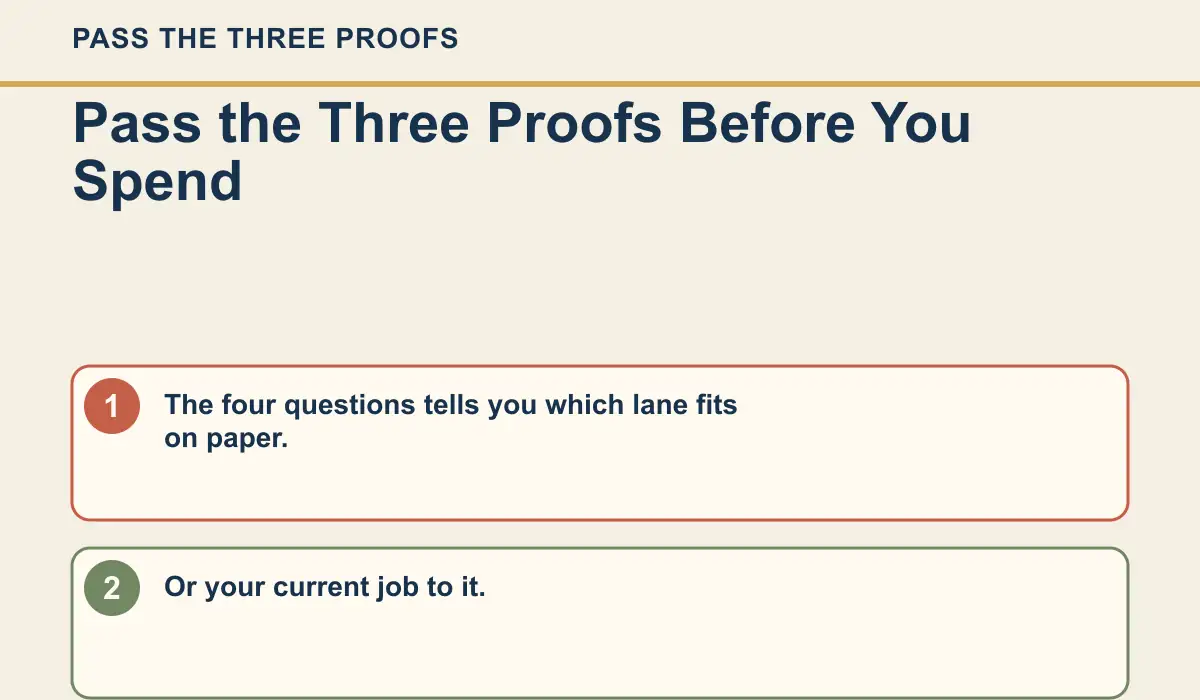 PASS THE THREE PROOFS
Pass the Three Proofs Before You
Spend
1
The four questions tells you which lane fits
on paper.
2
Or your current job to it.